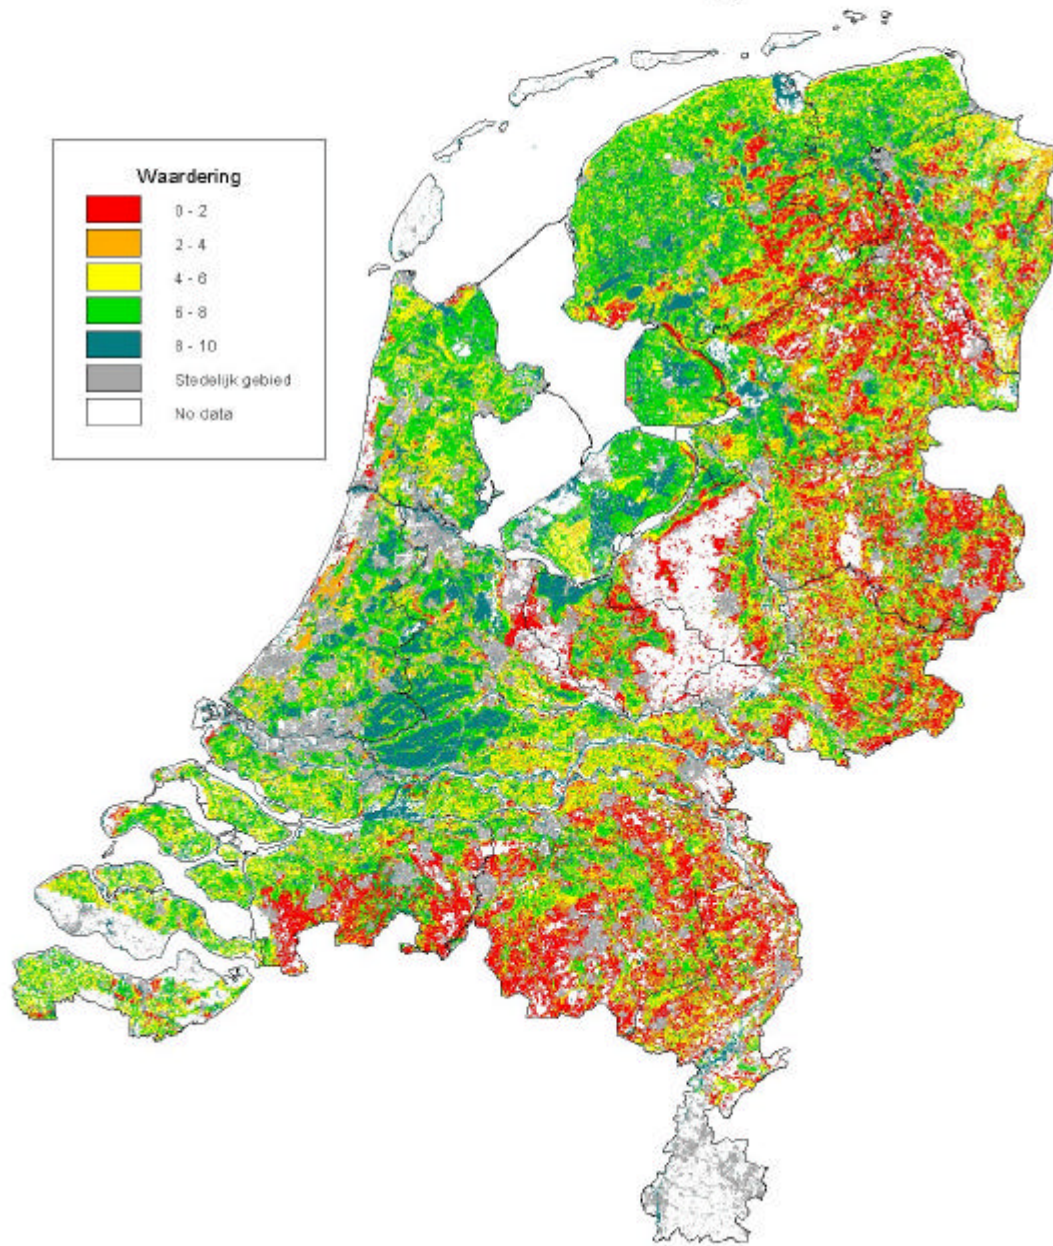 Waardering
0 - 2
2 - 4
4 - 6
6 - 8
8 - 10
Stedelijk gebied
No data